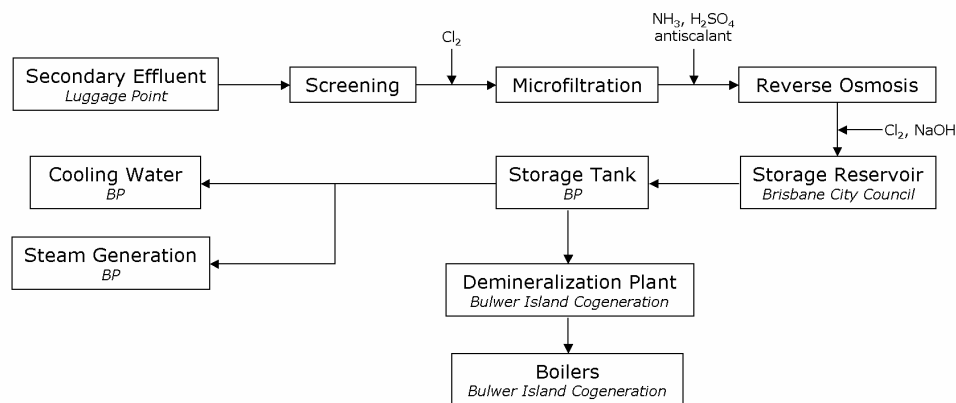 NH₃, H₂SO₄
antiscalant
Cl₂
Secondary Effluent
Luggage Point
Screening
Microfiltration
Reverse Osmosis
Cl₂, NaOH
Cooling Water
BP
Storage Tank
BP
Storage Reservoir
Brisbane City Council
Steam Generation
BP
Demineralization Plant
Bulwer Island Cogeneration
Boilers
Bulwer Island Cogeneration